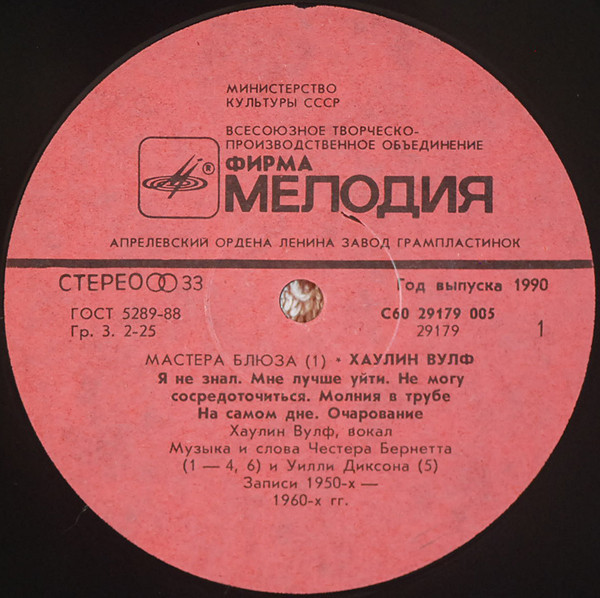 МИНИСТЕРСТВО
КУЛЬТУРЫ СССР
ВСЕСОЮЗНОЕ ТВОРЧЕСКО-
ПРОИЗВОДСТВЕННОЕ ОБЪЕДИНЕНИЕ
®
ФИРМА
МЕЛОДИЯ
АПРЕЛЕВСКИЙ ОРДЕНА ЛЕНИНА ЗАВОД ГРАМПЛАСТИНОК
СТЕРЕО 33
Год выпуска 1990
ГОСТ 5289-88
С60 29179 005
Гр. 3. 2-25
29179
1
МАСТЕРА БЛЮЗА (1) • ХАУЛИН ВУЛФ
Я не знал. Мне лучше уйти. Не могу
сосредоточиться. Молния в трубе
На самом дне. Очарование
Хаулин Вулф, вокал
Музыка и слова Честера Бернетта
(1 — 4, 6) и Уилли Диксона (5)
Записи 1950-х —
1960-х гг.